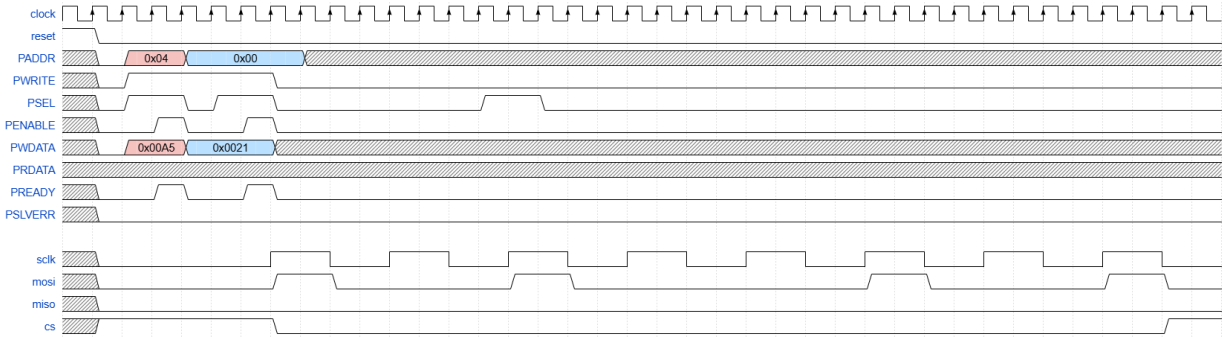 clock
reset
PADDR 0x04 0x00
PWRITE
PSEL
PENABLE
PWDATA 0x00A5 0x0021
PRDATA
PREADY
PSLVERR
sclk
mosi
miso
cs